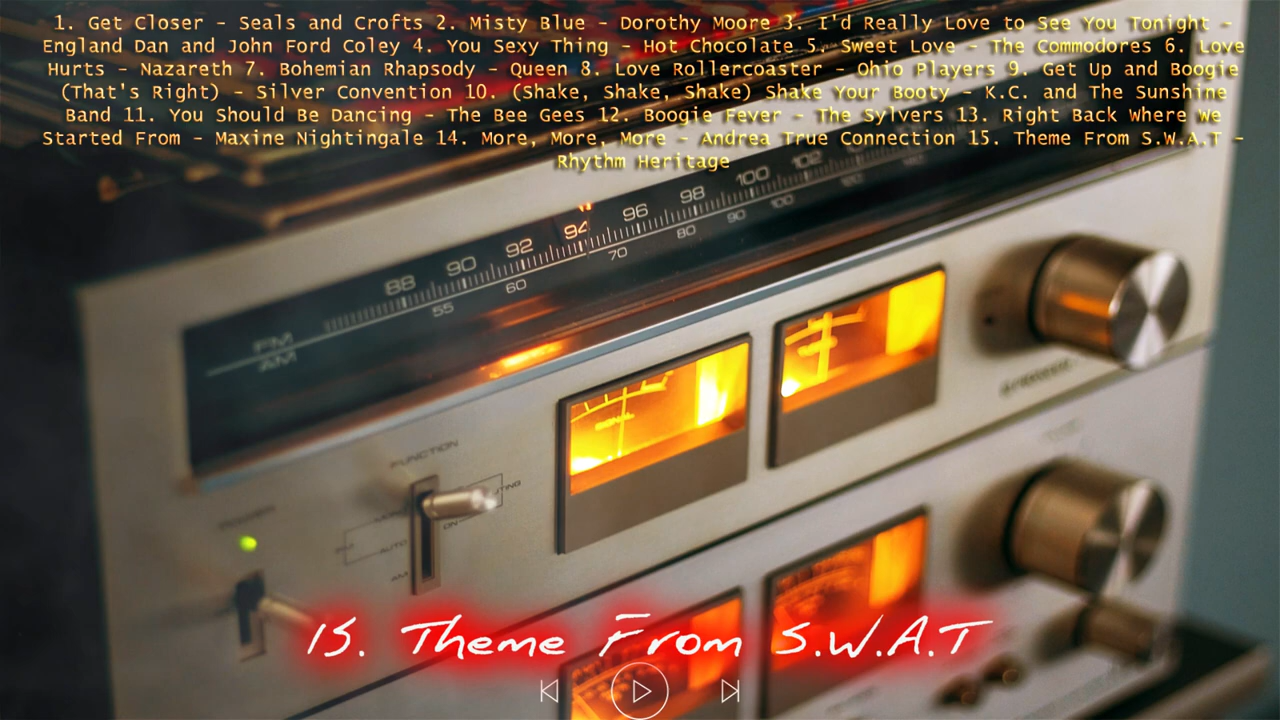 1. Get Closer - Seals and Crofts 2. Misty Blue - Dorothy Moore 3. I'd Really Love to See You Tonight -
England Dan and John Ford Coley 4. You Sexy Thing - Hot Chocolate 5. Sweet Love - The Commodores 6. Love
Hurts - Nazareth 7. Bohemian Rhapsody - Queen 8. Love Rollercoaster - Ohio Players 9. Get Up and Boogie
(That's Right) - Silver Convention 10. (Shake, Shake, Shake) Shake Your Booty - K.C. and The Sunshine
Band 11. You Should Be Dancing - The Bee Gees 12. Boogie Fever - The Sylvers 13. Right Back Where We
Started From - Maxine Nightingale 14. More, More, More - Andrea True Connection 15. Theme From S.W.A.T -
Rhythm Heritage
88 90 92 94 96 98 100 102
55 60 70 80 90 100
FM
AM
FUNCTION
ON
AUTO
AM
POWER
15. Theme From S.W.A.T